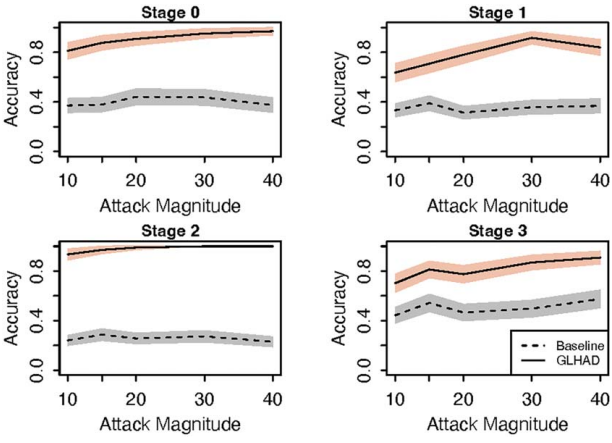 Stage 0
Accuracy
0.0 0.4 0.8
10 20 30 40
Attack Magnitude
Stage 1
Accuracy
0.0 0.4 0.8
10 20 30 40
Attack Magnitude
Stage 2
Accuracy
0.0 0.4 0.8
10 20 30 40
Attack Magnitude
Stage 3
Accuracy
0.0 0.4 0.8
Baseline
GLHAD
10 20 30 40
Attack Magnitude